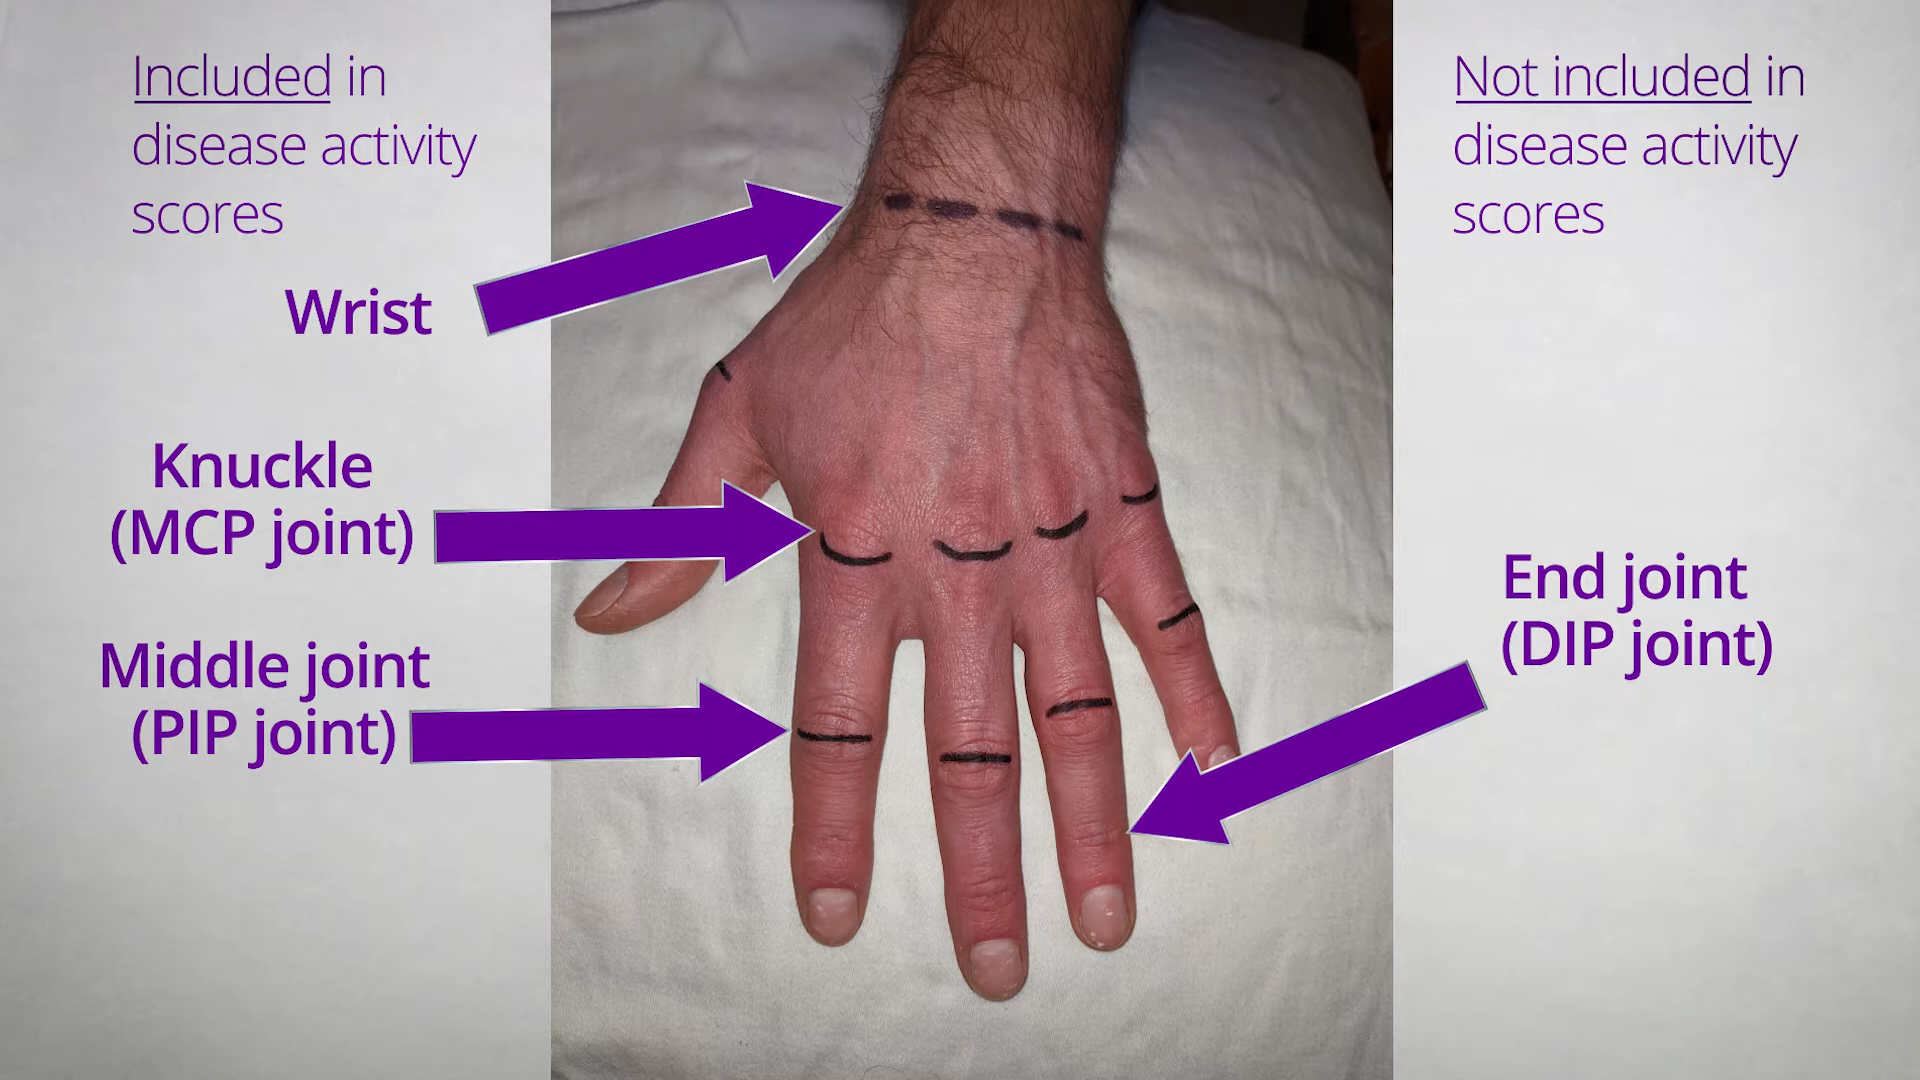 Included in
disease activity
scores
Wrist
Knuckle
(MCP joint)
Middle joint
(PIP joint)
Not included in
disease activity
scores
End joint
(DIP joint)